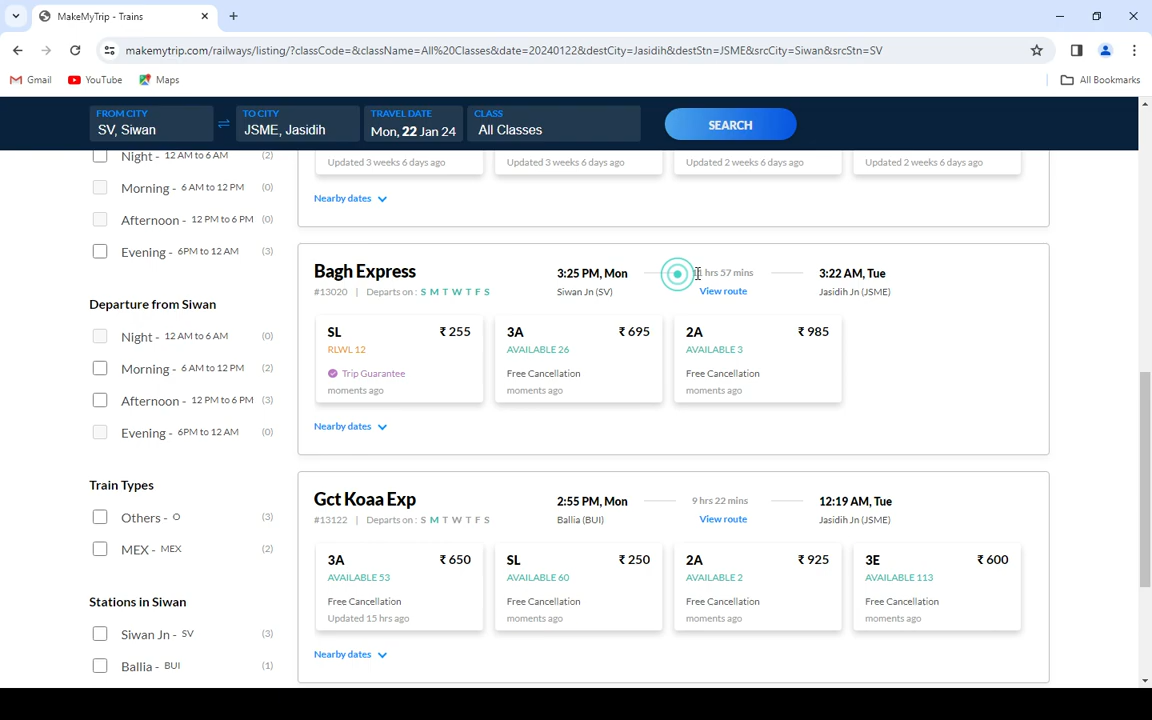 MakeMyTrip - Trains
makemytrip.com/railways/listing/?classCode=&className=All%20Classes&date=20240122&destCity=Jasidih&destStn=JSME&srcCity=Siwan&srcStn=SV
Gmail YouTube Maps All Bookmarks
FROM CITY TO CITY TRAVEL DATE CLASS
SV, Siwan JSME, Jasidih Mon, 22 Jan 24 All Classes SEARCH
Night - 12 AM to 6 AM (2)
Morning - 6 AM to 12 PM (0)
Afternoon - 12 PM to 6 PM (0)
Evening - 6PM to 12 AM (3)
Departure from Siwan
Night - 12 AM to 6 AM (0)
Morning - 6 AM to 12 PM (2)
Afternoon - 12 PM to 6 PM (3)
Evening - 6PM to 12 AM (0)
Train Types
Others - O (3)
MEX - MEX (2)
Stations in Siwan
Siwan Jn - SV (3)
Ballia - BUI (1)
Updated 3 weeks 6 days ago Updated 3 weeks 6 days ago Updated 2 weeks 6 days ago Updated 2 weeks 6 days ago
Nearby dates
Bagh Express 3:25 PM, Mon hrs 57 mins 3:22 AM, Tue
#13020 | Departs on : S M T W T F S Siwan Jn (SV) View route Jasidih Jn (JSME)
SL ₹ 255 3A ₹ 695 2A ₹ 985
RLWL 12 AVAILABLE 26 AVAILABLE 3
Trip Guarantee Free Cancellation Free Cancellation
moments ago moments ago moments ago
Nearby dates
Gct Koaa Exp 2:55 PM, Mon 9 hrs 22 mins 12:19 AM, Tue
#13122 | Departs on : S M T W T F S Ballia (BUI) View route Jasidih Jn (JSME)
3A ₹ 650 SL ₹ 250 2A ₹ 925 3E ₹ 600
AVAILABLE 53 AVAILABLE 60 AVAILABLE 2 AVAILABLE 113
Free Cancellation Free Cancellation Free Cancellation Free Cancellation
Updated 15 hrs ago moments ago moments ago moments ago
Nearby dates